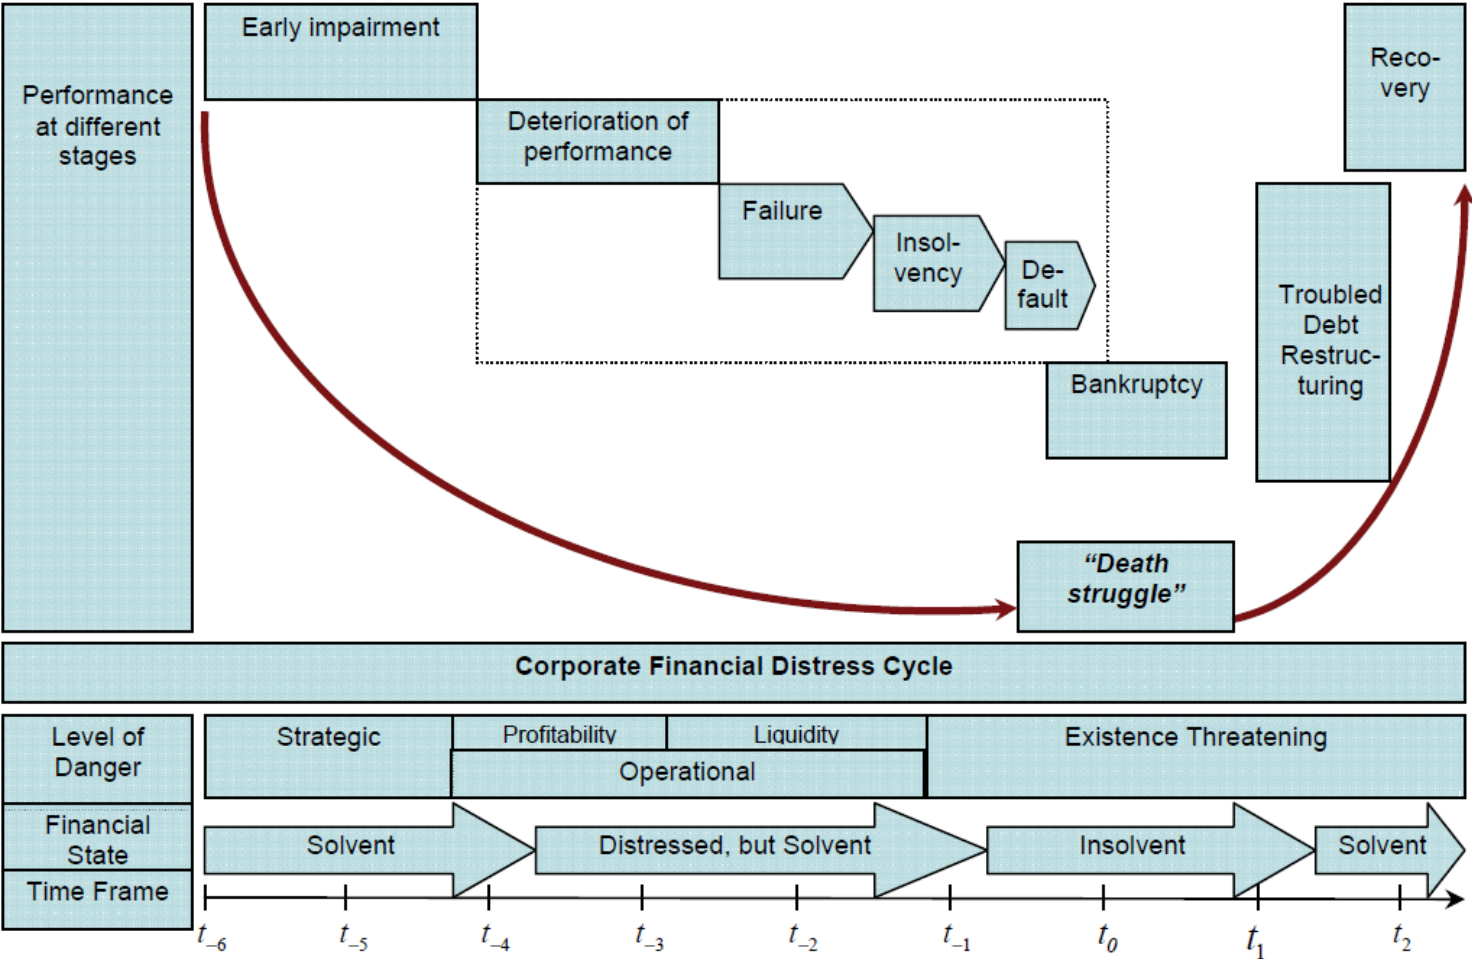 Early impairment
Reco-
very
Performance
at different
stages
Deterioration of
performance
Failure
Insol-
vency
De-
fault
Troubled
Debt
Restruc-
turing
Bankruptcy
“Death
struggle”
Corporate Financial Distress Cycle
Level of
Danger
Strategic
Profitability
Liquidity
Operational
Existence Threatening
Financial
State
Solvent
Distressed, but Solvent
Insolvent
Solvent
Time Frame
t–6 t–5 t–4 t–3 t–2 t–1 t0 t1 t2